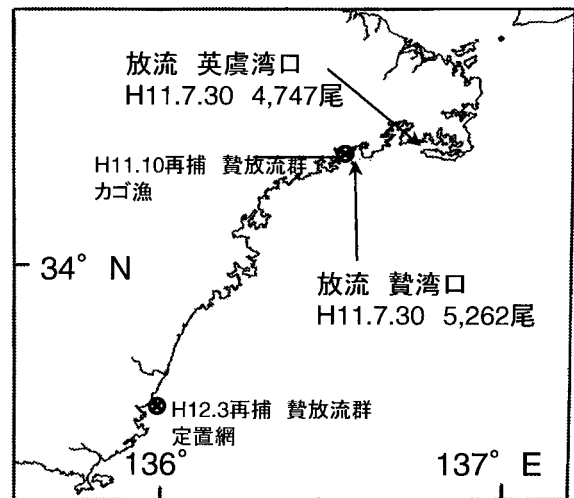 放流 英虞湾口
H11.7.30 4,747尾
H11.10再捕 贄放流群
カゴ漁
34° N
放流 贄湾口
H11.7.30 5,262尾
H12.3再捕 贄放流群
定置網
136°
137° E